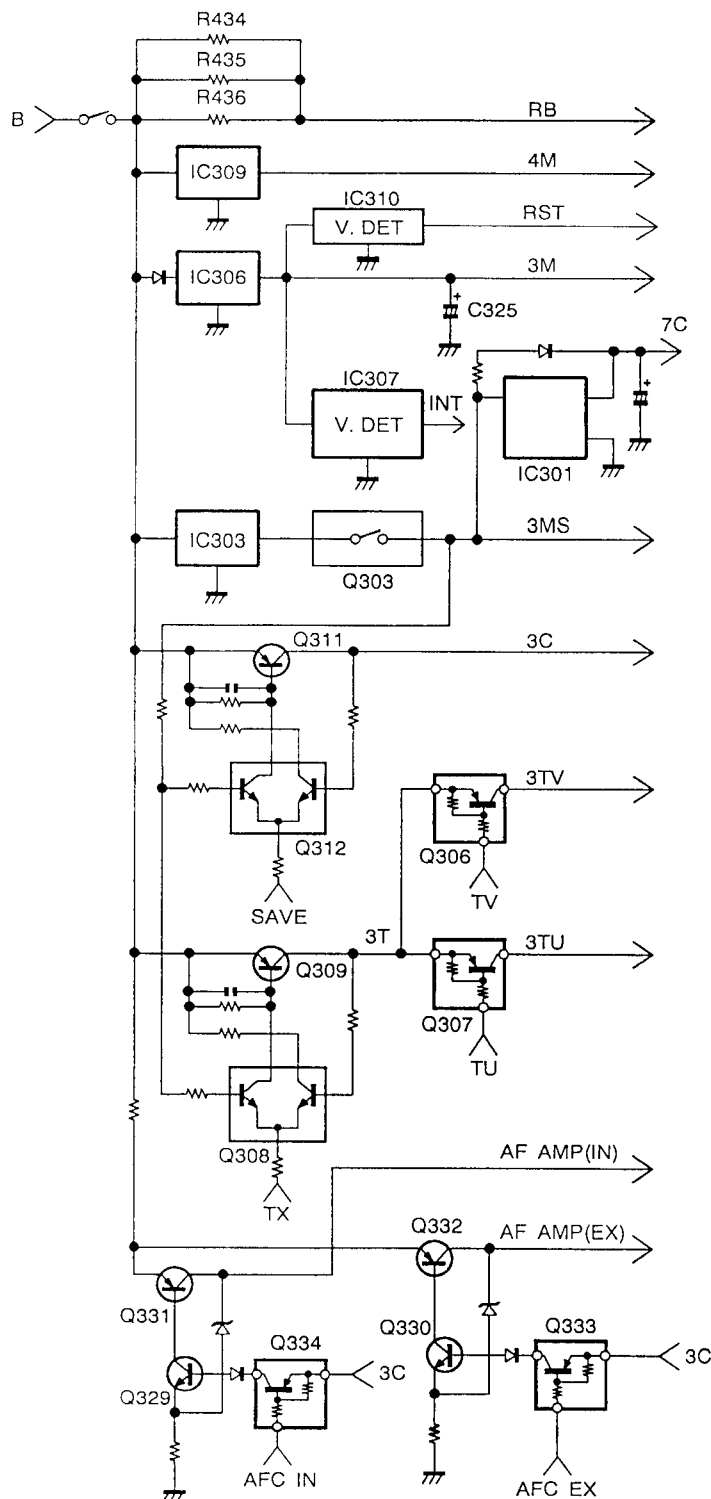 R434
R435
R436
B
RB
IC309
4M
IC310
V. DET
RST
IC306
3M
C325
7C
IC307
V. DET
INT
IC301
IC303
Q303
3MS
Q311
3C
Q312
SAVE
3TV
Q306
TV
Q309
3T
3TU
Q307
TU
Q308
TX
AF AMP(IN)
Q332
AF AMP(EX)
Q331
Q330
Q334
Q333
3C
3C
Q329
AFC IN
AFC EX